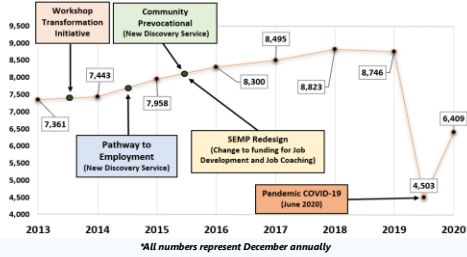 Workshop
Transformation
Initiative
Community
Prevocational
(New Discovery Service)
9,500
9,000
8,500
8,000
7,500
7,000
6,500
6,000
5,500
5,000
4,500
4,000
7,361
7,443
7,958
8,300
8,495
8,823
8,746
4,503
6,409
Pathway to
Employment
(New Discovery Service)
SEMP Redesign
(Change to funding for Job
Development and Job Coaching)
Pandemic COVID-19
(June 2020)
2013 2014 2015 2016 2017 2018 2019 2020
*All numbers represent December annually